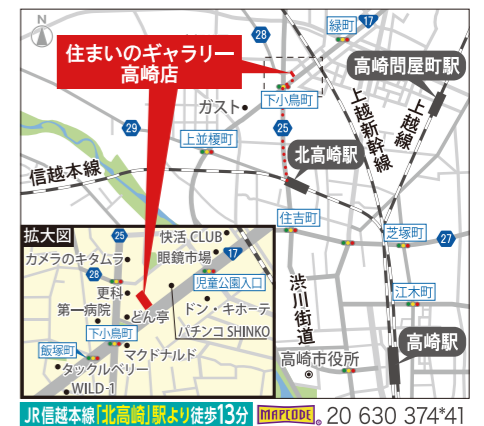 N
住まいのギャラリー
高崎店
28
緑町
17
高崎問屋町駅
ガスト
下小鳥町
上越新幹線
上越線
29
上並榎町
25
北高崎駅
信越本線
住吉町
芝塚町
27
渋川街道
江木町
高崎駅
高崎市役所
拡大図
25
快活 CLUB
17
カメラのキタムラ
眼鏡市場
28
児童公園入口
更科
第一病院
どん亭
ドン・キホーテ
パチンコ SHINKO
下小鳥町
飯塚町
マクドナルド
タックルベリー
WILD-1
JR信越本線「北高崎」駅より徒歩13分 MAPCODE 20 630 374*41